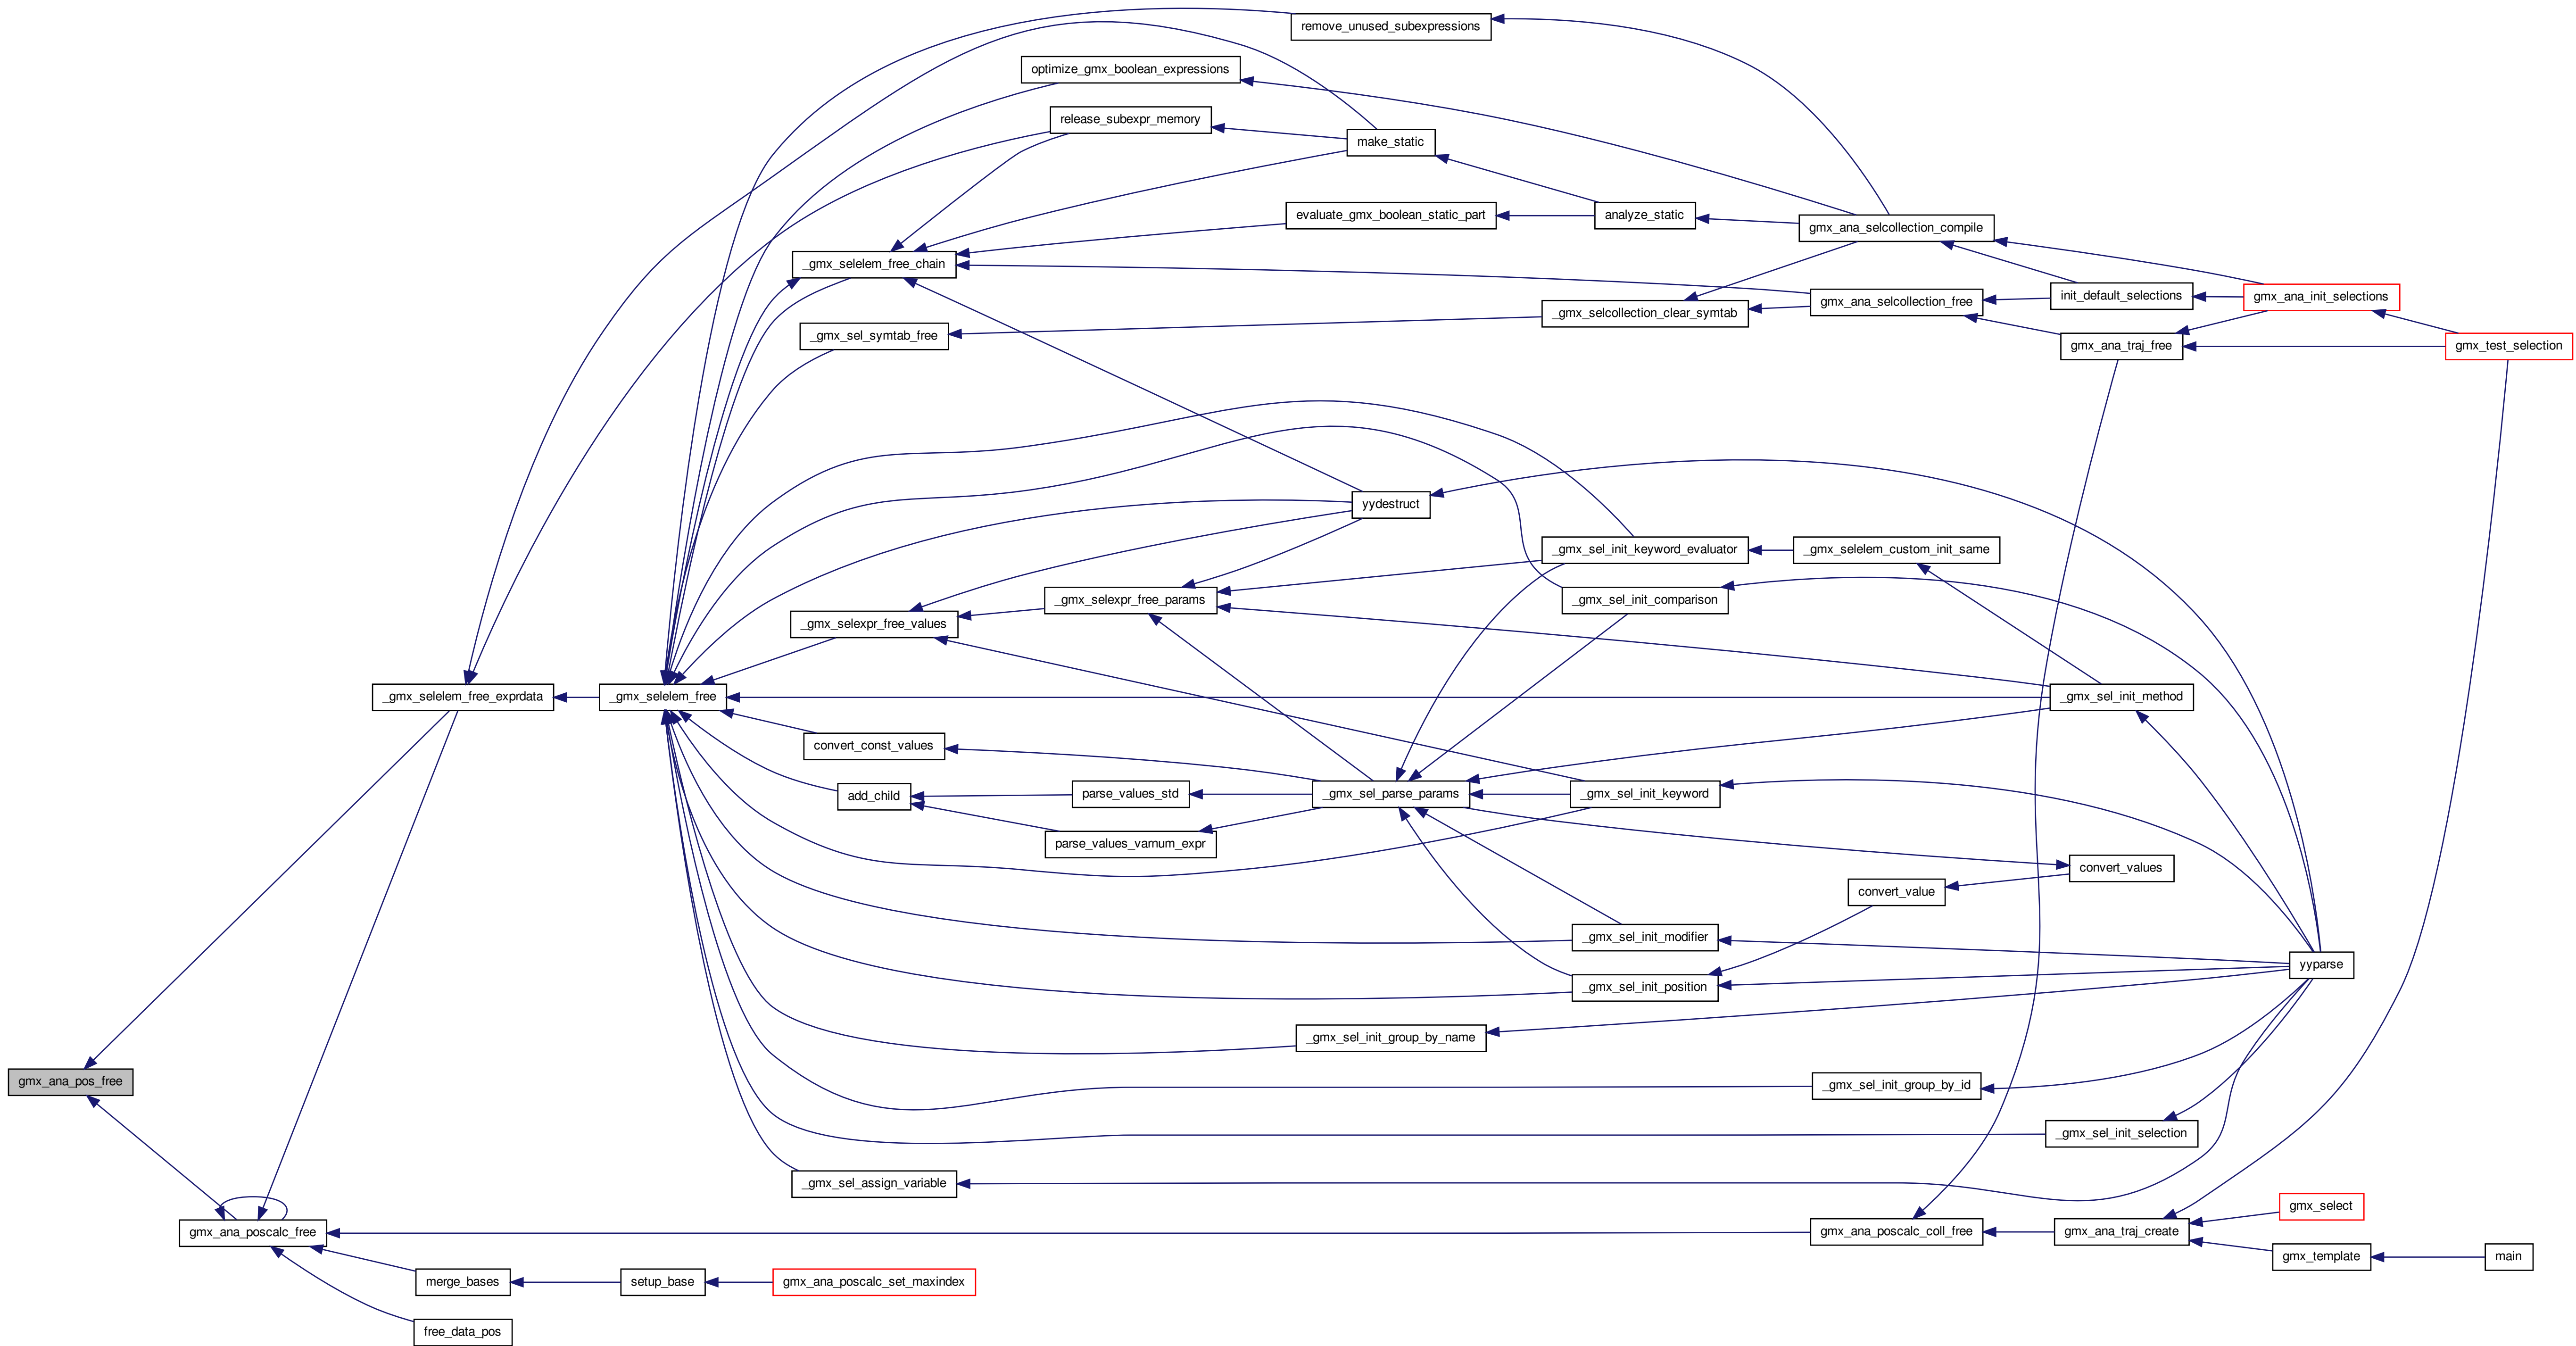 remove_unused_subexpressions
optimize_gmx_boolean_expressions
release_subexpr_memory
make_static
evaluate_gmx_boolean_static_part
analyze_static
gmx_ana_selcollection_compile
_gmx_selelem_free_chain
gmx_ana_selcollection_free
init_default_selections
gmx_ana_init_selections
_gmx_selcollection_clear_symtab
_gmx_sel_symtab_free
gmx_ana_traj_free
gmx_test_selection
yydestruct
_gmx_sel_init_keyword_evaluator
_gmx_selelem_custom_init_same
_gmx_selexpr_free_params
_gmx_sel_init_comparison
_gmx_selexpr_free_values
_gmx_selelem_free_exprdata
_gmx_selelem_free
_gmx_sel_init_method
convert_const_values
add_child
parse_values_std
_gmx_sel_parse_params
_gmx_sel_init_keyword
parse_values_varnum_expr
convert_values
convert_value
_gmx_sel_init_modifier
yyparse
_gmx_sel_init_position
_gmx_sel_init_group_by_name
gmx_ana_pos_free
_gmx_sel_init_group_by_id
_gmx_sel_init_selection
_gmx_sel_assign_variable
gmx_select
gmx_ana_poscalc_free
gmx_ana_poscalc_coll_free
gmx_ana_traj_create
gmx_template
main
merge_bases
setup_base
gmx_ana_poscalc_set_maxindex
free_data_pos